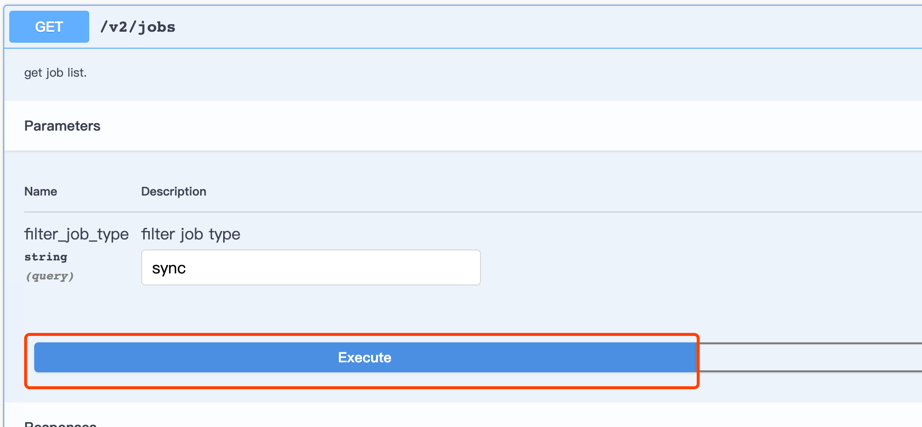 GET /v2/jobs
get job list.
Parameters
Name Description
filter_job_type filter job type
string
(query)
sync
Execute
Responses